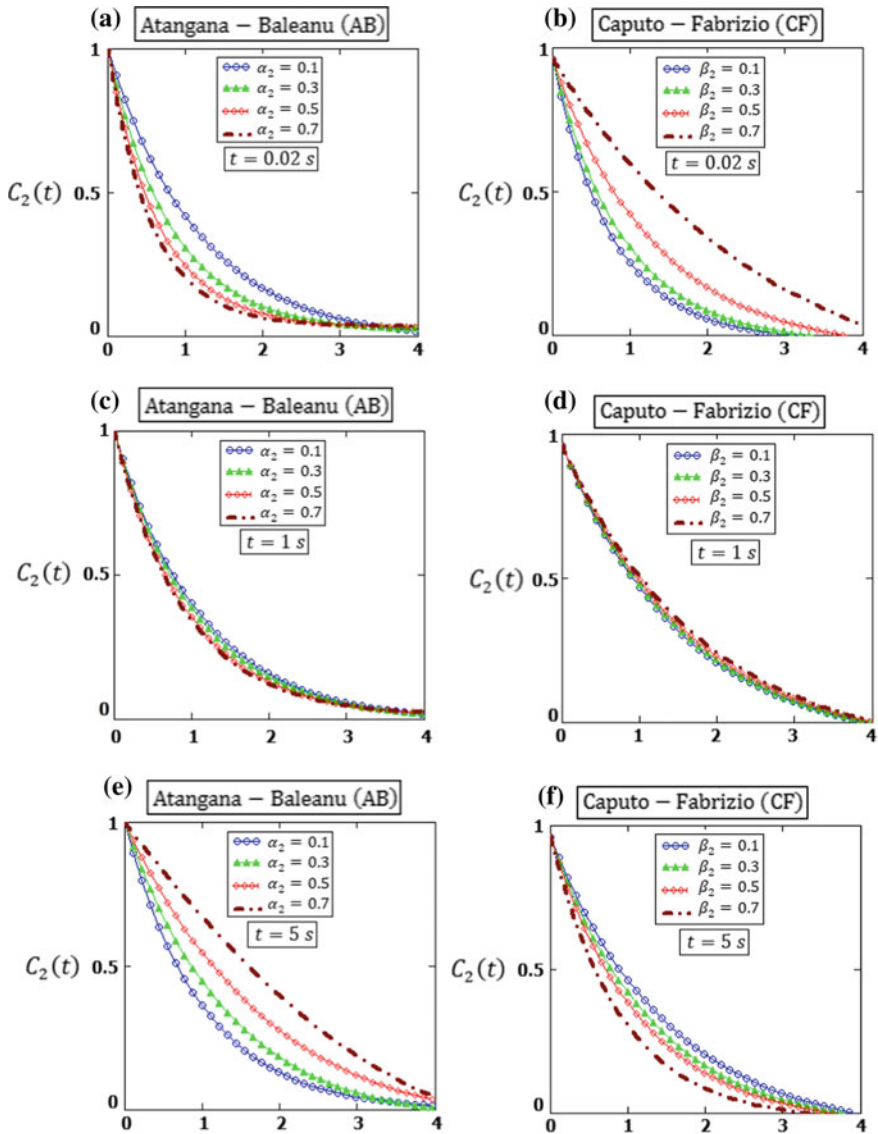 (a) Atangana – Baleanu (AB)
1
α₂ = 0.1
α₂ = 0.3
α₂ = 0.5
α₂ = 0.7
t = 0.02 s
C₂(t)
0.5
0
0 1 2 3 4
(b) Caputo – Fabrizio (CF)
1
β₂ = 0.1
β₂ = 0.3
β₂ = 0.5
β₂ = 0.7
t = 0.02 s
C₂(t)
0.5
0
0 1 2 3 4
(c) Atangana – Baleanu (AB)
1
α₂ = 0.1
α₂ = 0.3
α₂ = 0.5
α₂ = 0.7
t = 1 s
C₂(t)
0.5
0
0 1 2 3 4
(d) Caputo – Fabrizio (CF)
1
β₂ = 0.1
β₂ = 0.3
β₂ = 0.5
β₂ = 0.7
t = 1 s
C₂(t)
0.5
0
0 1 2 3 4
(e) Atangana – Baleanu (AB)
1
α₂ = 0.1
α₂ = 0.3
α₂ = 0.5
α₂ = 0.7
t = 5 s
C₂(t)
0.5
0
0 1 2 3 4
(f) Caputo – Fabrizio (CF)
1
β₂ = 0.1
β₂ = 0.3
β₂ = 0.5
β₂ = 0.7
t = 5 s
C₂(t)
0.5
0
0 1 2 3 4